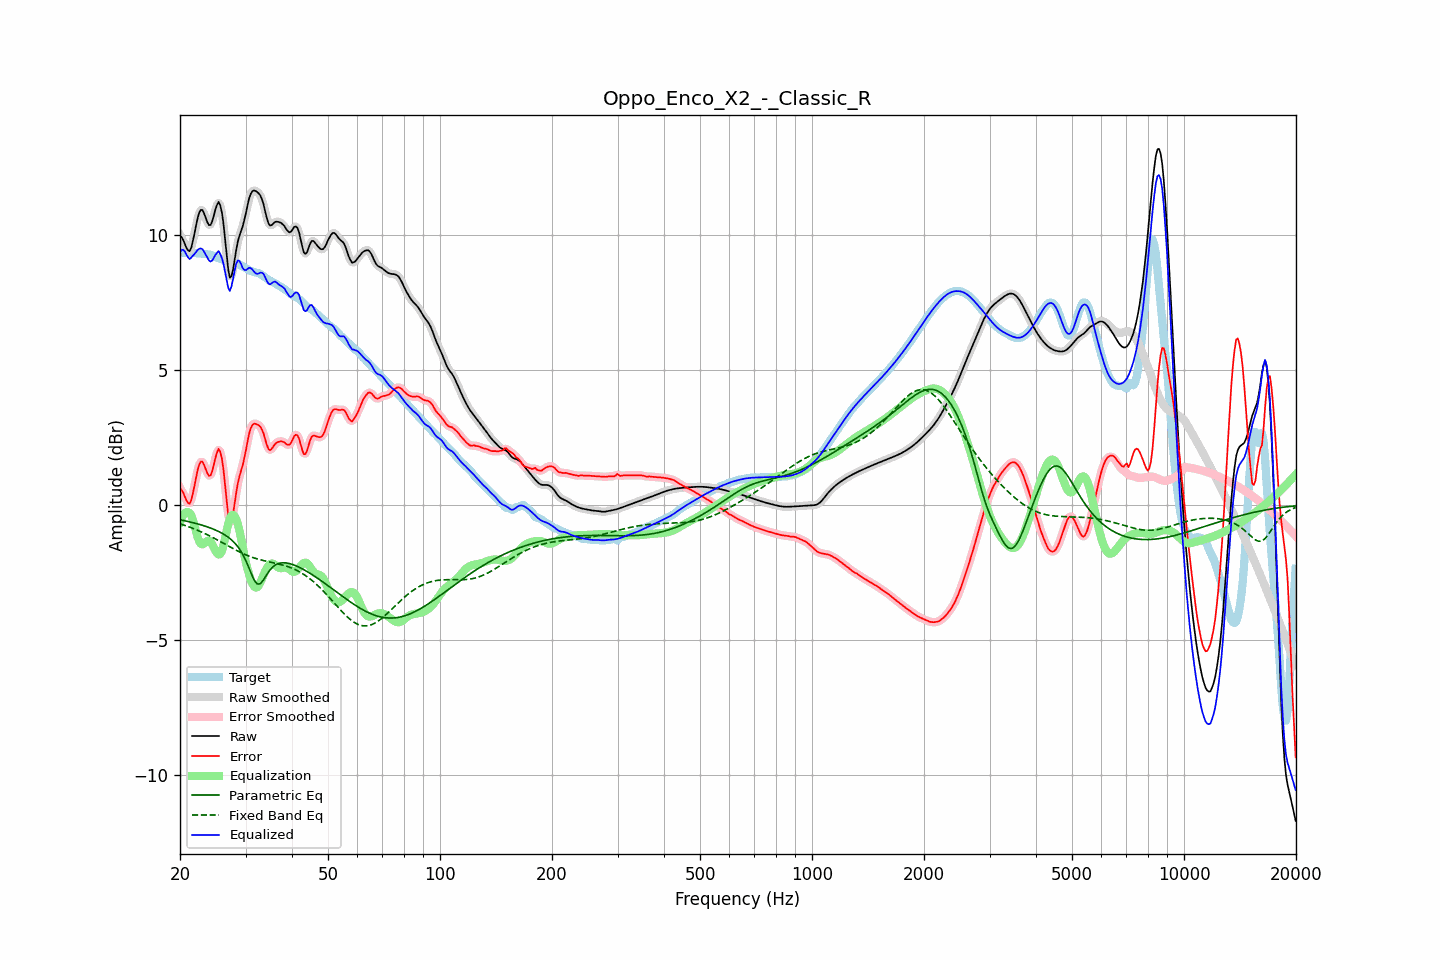 Oppo_Enco_X2_-_Classic_R
Amplitude (dBr)
10
5
0
−5
−10
Target
Raw Smoothed
Error Smoothed
Raw
Error
Equalization
Parametric Eq
Fixed Band Eq
Equalized
20 50 100 200 500 1000 2000 5000 10000 20000
Frequency (Hz)